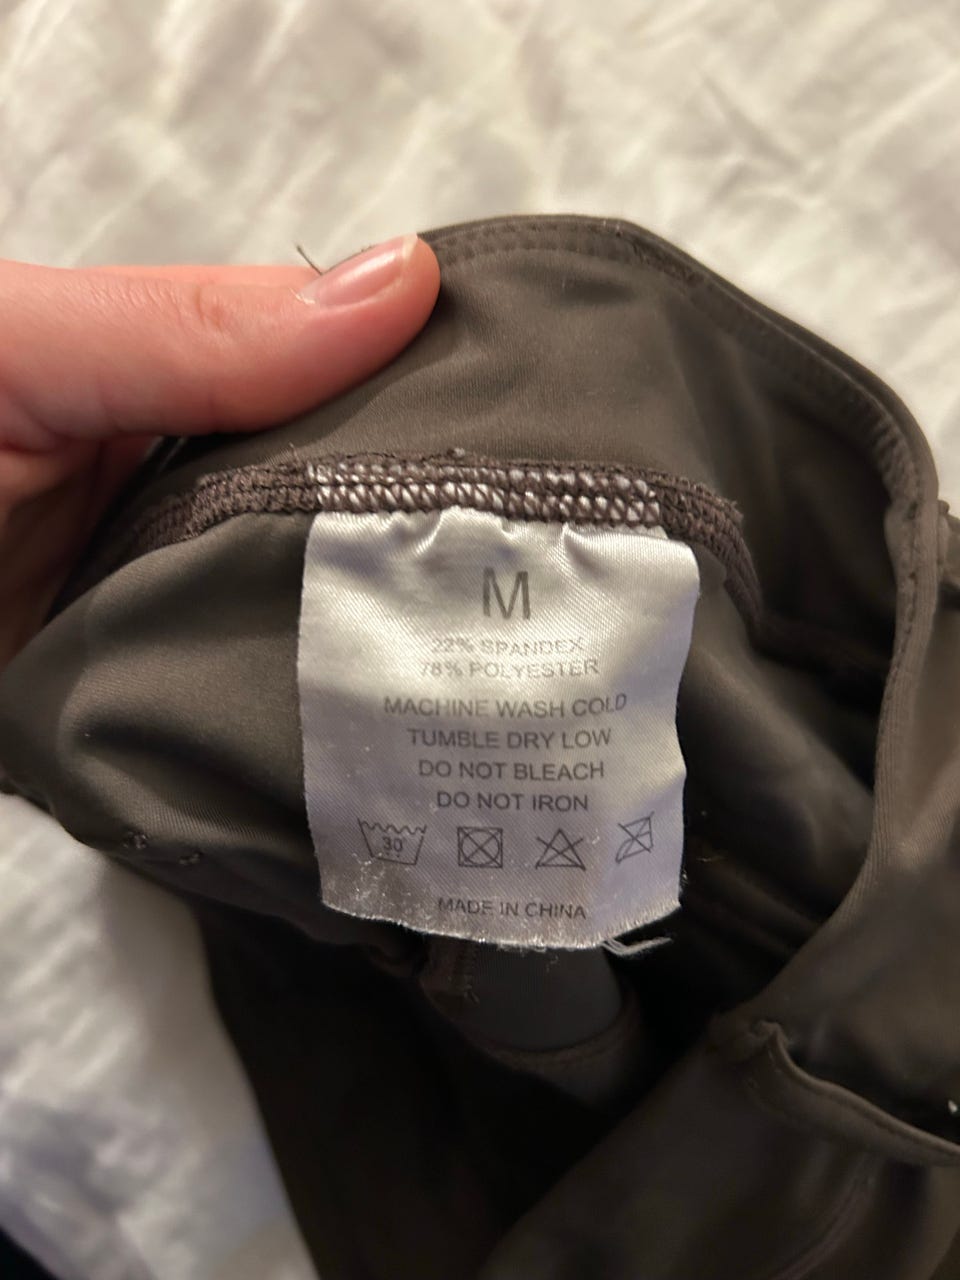 M
22% SPANDEX
78% POLYESTER
MACHINE WASH COLD
TUMBLE DRY LOW
DO NOT BLEACH
DO NOT IRON
30°
MADE IN CHINA